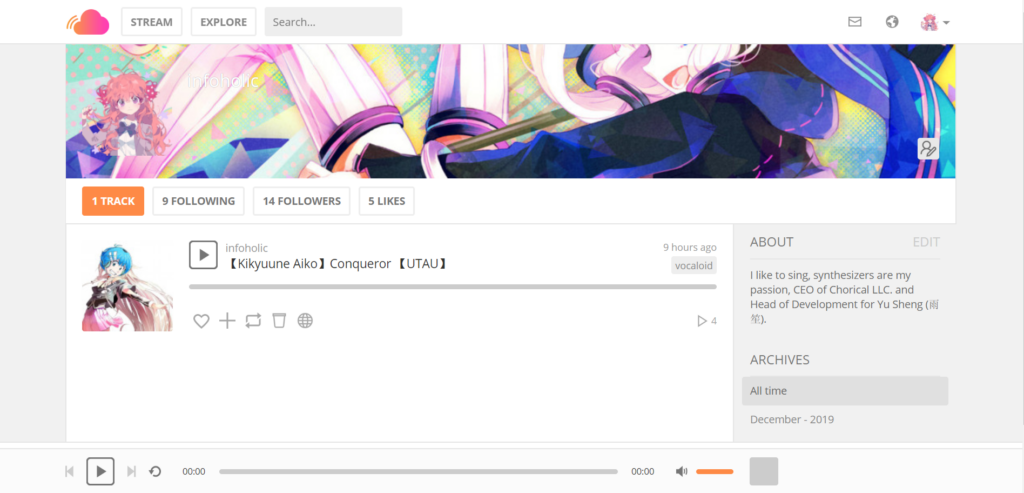 STREAM EXPLORE Search...
infoholic
1 TRACK 9 FOLLOWING 14 FOLLOWERS 5 LIKES
infoholic 9 hours ago
【Kikyuune Aiko】Conqueror 【UTAU】 vocaloid
4
ABOUT EDIT
I like to sing, synthesizers are my
passion, CEO of Chorical LLC. and
Head of Development for Yu Sheng (雨
笙).
ARCHIVES
All time
December - 2019
00:00 00:00